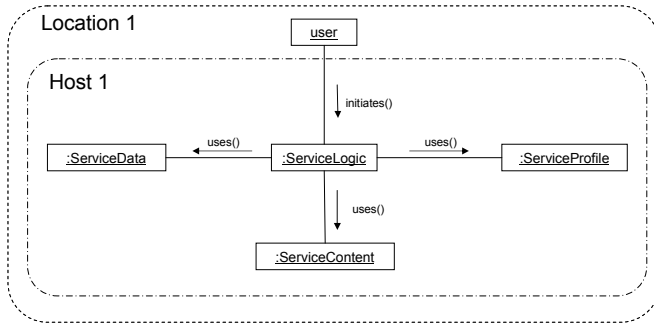 Location 1
user
Host 1
initiates()
uses()
uses()
:ServiceData
:ServiceLogic
:ServiceProfile
uses()
:ServiceContent